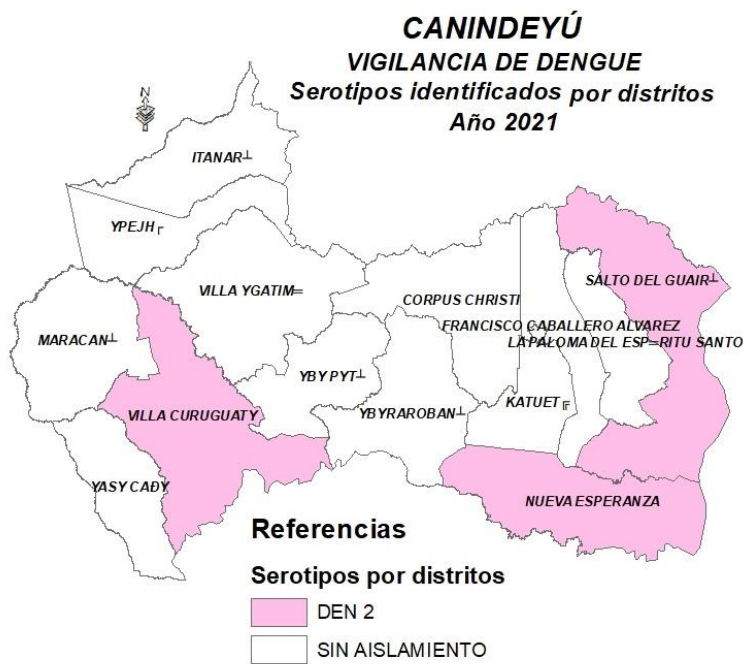 CANINDEYÚ
VIGILANCIA DE DENGUE
Serotipos identificados por distritos
Año 2021
N
ITANAR┴
YPEJH┌
VILLA YGATIM═
SALTO DEL GUAIR┴
CORPUS CHRISTI
FRANCISCO CABALLERO ALVAREZ
LA PALOMA DEL ESP═RITU SANTO
MARACAN┴
YBY PYT┴
VILLA CURUGUATY
YBYRAROBAN┴
KATUET╔
YASY CAÐY
NUEVA ESPERANZA
Referencias
Serotipos por distritos
DEN 2
SIN AISLAMIENTO